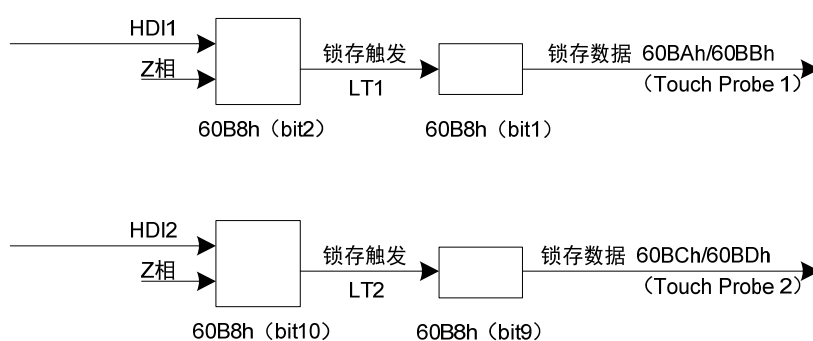 HDI1
Z相
锁存触发
LT1
锁存数据 60BAh/60BBh
（Touch Probe 1）
60B8h（bit2）
60B8h（bit1）
HDI2
Z相
锁存触发
LT2
锁存数据 60BCh/60BDh
（Touch Probe 2）
60B8h（bit10）
60B8h（bit9）